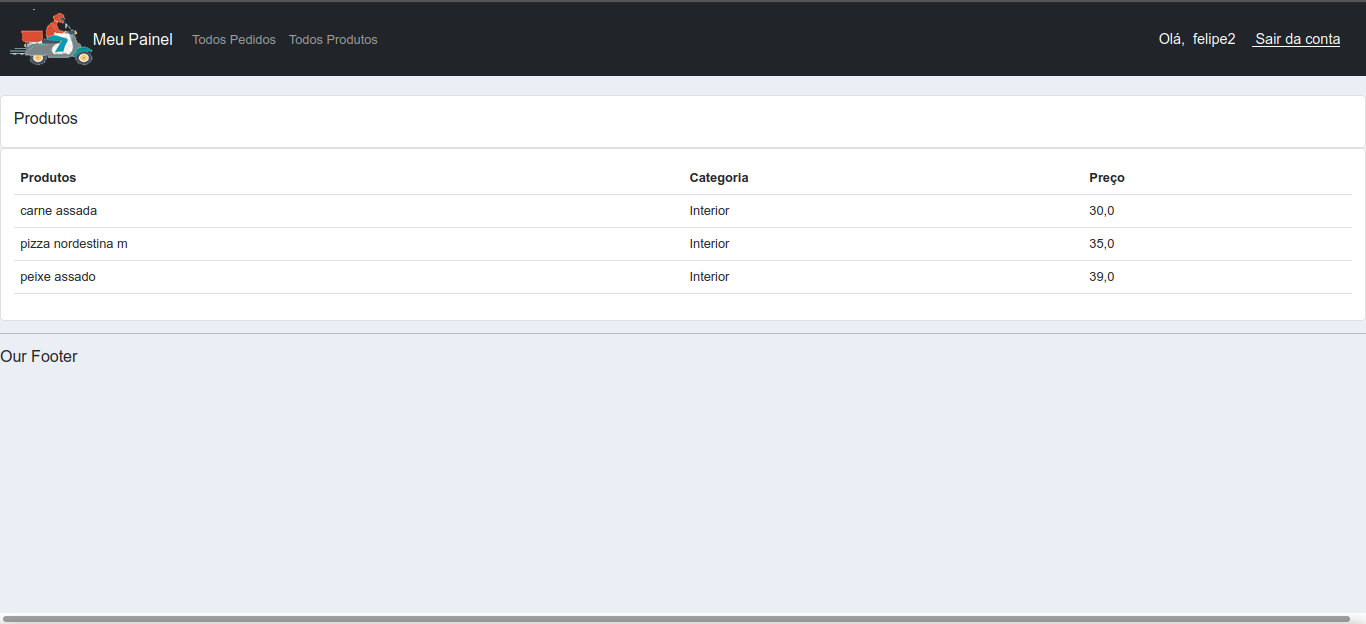 Meu Painel Todos Pedidos Todos Produtos Olá, felipe2 Sair da conta
Produtos
Produtos Categoria Preço
carne assada Interior 30,0
pizza nordestina m Interior 35,0
peixe assado Interior 39,0
Our Footer